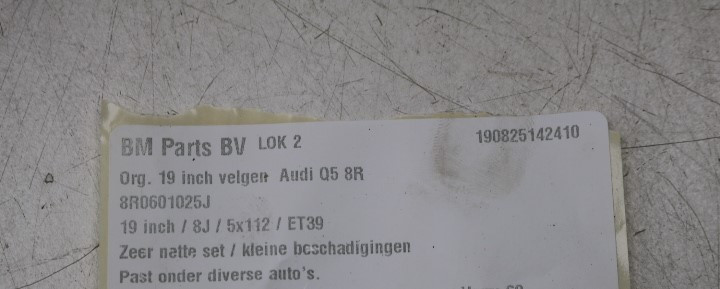 BM Parts BV LOK 2 190825142410
Org. 19 inch velgen Audi Q5 8R
8R0601025J
19 inch / 8J / 5x112 / ET39
Zeer nette set / kleine beschadigingen
Past onder diverse auto's.